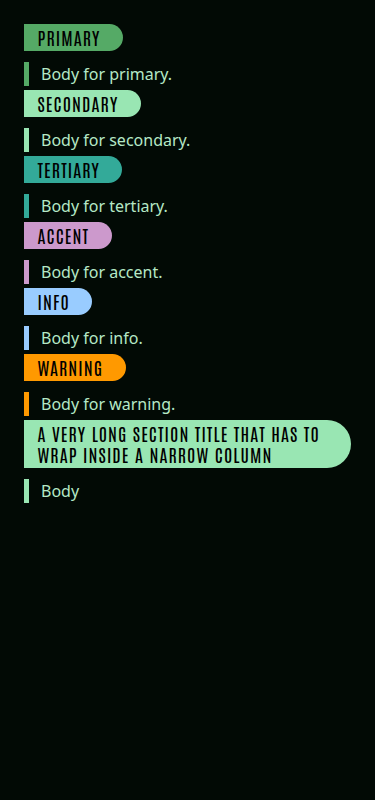 PRIMARY
Body for primary.
SECONDARY
Body for secondary.
TERTIARY
Body for tertiary.
ACCENT
Body for accent.
INFO
Body for info.
WARNING
Body for warning.
A VERY LONG SECTION TITLE THAT HAS TO
WRAP INSIDE A NARROW COLUMN
Body